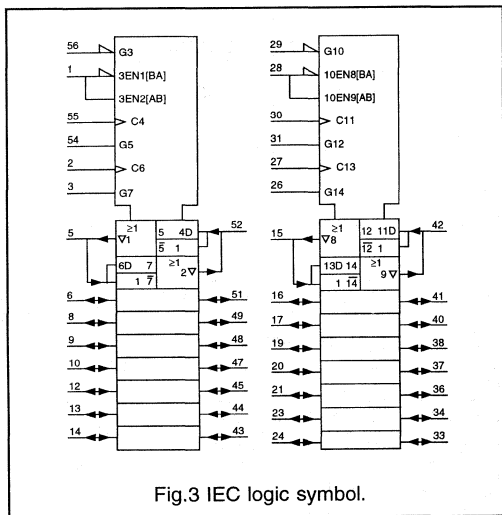 56 G3
1 3EN1[BA]
3EN2[AB]
55 C4
54 G5
2 C6
3 G7
5 ≥1 5 4D 52
▽1 5̅ 1
6D 7 ≥1
1 7̅ 2▽
6 51
8 49
9 48
10 47
12 45
13 44
14 43
29 G10
28 10EN8[BA]
10EN9[AB]
30 C11
31 G12
27 C13
26 G14
15 ≥1 12 11D 42
▽8 1̅2̅ 1
13D 14 ≥1
1 1̅4̅ 9▽
16 41
17 40
19 38
20 37
21 36
23 34
24 33
Fig.3 IEC logic symbol.